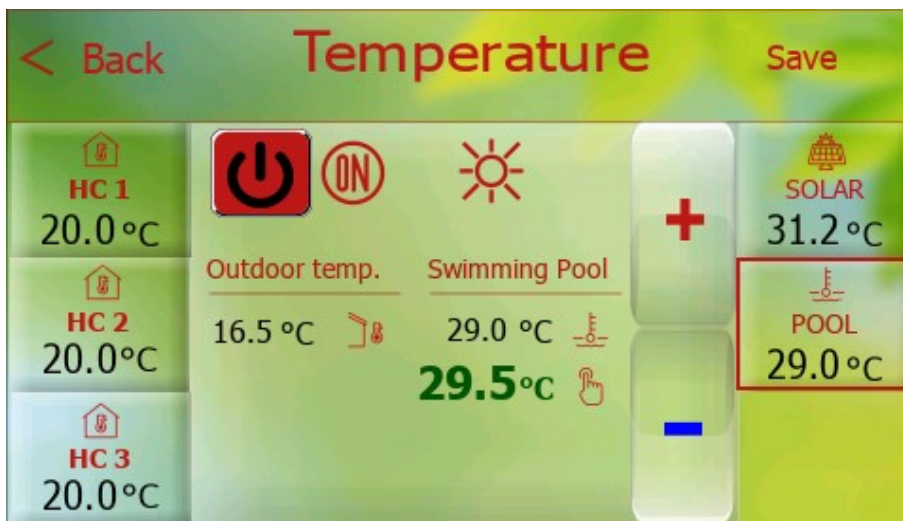 < Back
Temperature
Save
HC 1
20.0 °C
HC 2
20.0 °C
HC 3
20.0 °C
ON
Outdoor temp.
16.5 °C
Swimming Pool
29.0 °C
29.5 °C
+
-
SOLAR
31.2 °C
POOL
29.0 °C